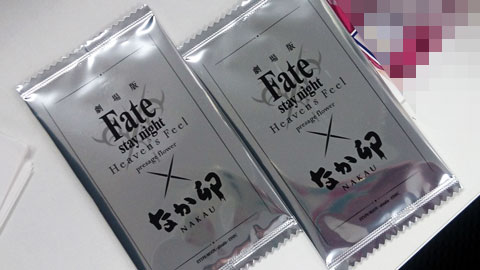 劇場版
Fate
stay night
Heaven's Feel
presage flower
×
なか卯
NAKAU
劇場版
Fate
stay night
Heaven's Feel
presage flower
×
なか卯
NAKAU